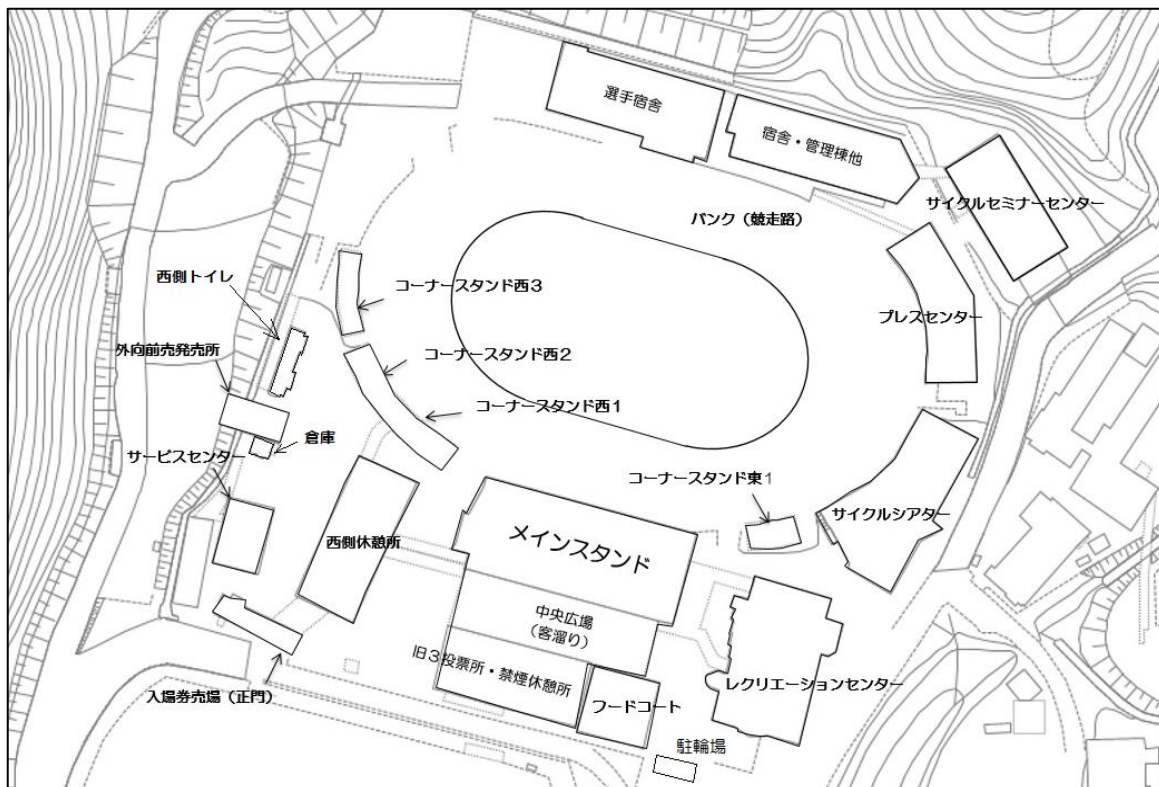 選手宿舎
宿舎・管理棟他
サイクルセミナーセンター
バンク（競走路）
西側トイレ
コーナースタンド西３
プレスセンター
外向前売発売所
コーナースタンド西２
コーナースタンド西１
倉庫
サービスセンター
コーナースタンド東１
サイクルシアター
西側休憩所
メインスタンド
中央広場
（客溜り）
旧３投票所・禁煙休憩所
レクリエーションセンター
入場券売場（正門）
フードコート
駐輪場